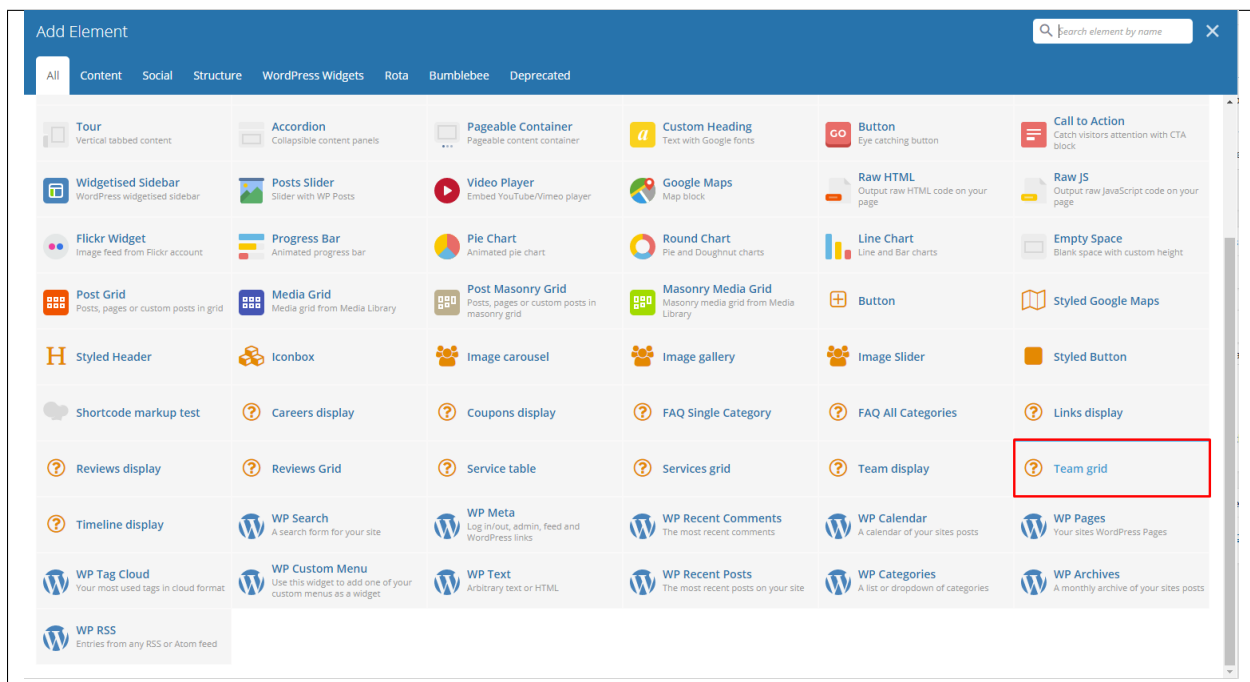 Add Element
Search element by name
All Content Social Structure WordPress Widgets Rota Bumblebee Deprecated
Tour
Vertical tabbed content
Accordion
Collapsible content panels
Pageable Container
Pageable content container
a
Custom Heading
Text with Google fonts
GO
Button
Eye catching button
Call to Action
Catch visitors attention with CTA
block
Widgetised Sidebar
WordPress widgetised sidebar
Posts Slider
Slider with WP Posts
Video Player
Embed YouTube/Vimeo player
Google Maps
Map block
Raw HTML
Output raw HTML code on your
page
Raw JS
Output raw JavaScript code on your
page
Flickr Widget
Image feed from Flickr account
Progress Bar
Animated progress bar
Pie Chart
Animated pie chart
Round Chart
Pie and Doughnut charts
Line Chart
Line and Bar charts
Empty Space
Blank space with custom height
Post Grid
Posts, pages or custom posts in grid
Media Grid
Media grid from Media Library
Post Masonry Grid
Posts, pages or custom posts in
masonry grid
Masonry Media Grid
Masonry media grid from Media
Library
Button
Styled Google Maps
H Styled Header
Iconbox
Image carousel
Image gallery
Image Slider
Styled Button
Shortcode markup test
? Careers display
? Coupons display
? FAQ Single Category
? FAQ All Categories
? Links display
? Reviews display
? Reviews Grid
? Service table
? Services grid
? Team display
? Team grid
? Timeline display
WP Search
A search form for your site
WP Meta
Log in/out, admin, feed and
WordPress links
WP Recent Comments
The most recent comments
WP Calendar
A calendar of your sites posts
WP Pages
Your sites WordPress Pages
WP Tag Cloud
Your most used tags in cloud format
WP Custom Menu
Use this widget to add one of your
custom menus as a widget
WP Text
Arbitrary text or HTML
WP Recent Posts
The most recent posts on your site
WP Categories
A list or dropdown of categories
WP Archives
A monthly archive of your sites posts
WP RSS
Entries from any RSS or Atom feed